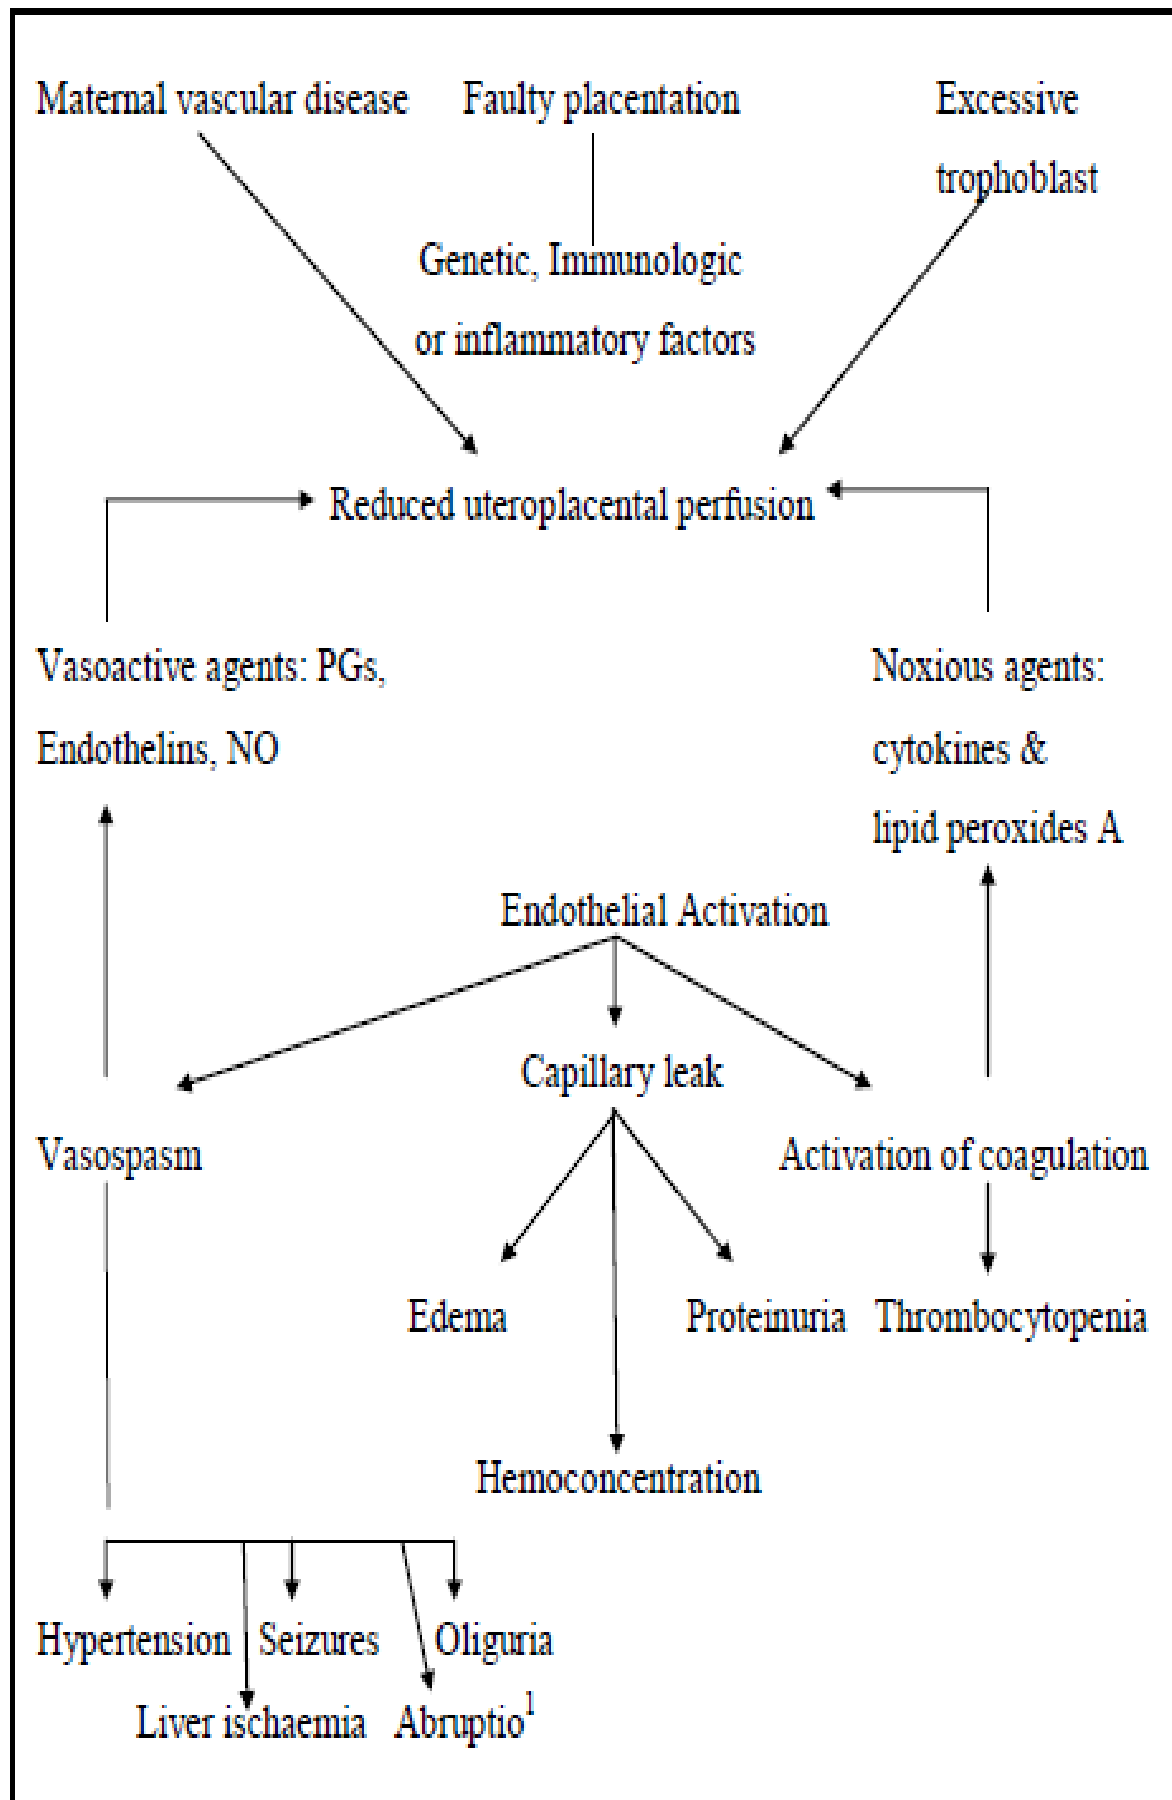 Maternal vascular disease
Faulty placentation
Excessive
trophoblast
Genetic, Immunologic
or inflammatory factors
Reduced uteroplacental perfusion
Vasoactive agents: PGs,
Endothelins, NO
Noxious agents:
cytokines &
lipid peroxides A
Endothelial Activation
Capillary leak
Vasospasm
Activation of coagulation
Edema
Proteinuria
Thrombocytopenia
Hemoconcentration
Hypertension
Seizures
Oliguria
Liver ischaemia
Abruptio¹